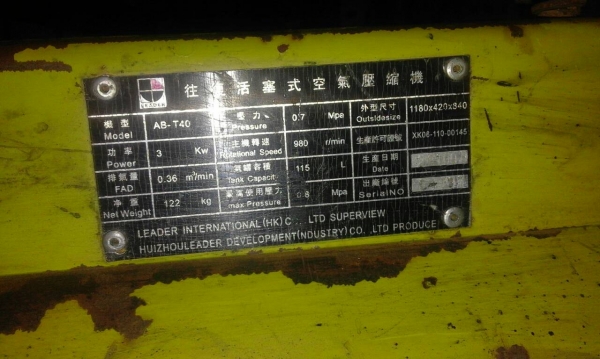 LEADER
往 活塞式空氣壓縮機
模型 Model AB-T40 壓力 Pressure 0.7 Mpa 外型尺寸 Outsidesize 1180x420x840
功率 Power 3 Kw 主機轉速 Rotational Speed 980 r/min 生產許可證號 XK06-110-00145
排氣量 FAD 0.36 m³/min 氣罐容積 Tank Capacity 115 L 生產日期 Date
净重 Net Weight 122 kg 最高使用壓力 max Pressure 0.8 Mpa 出廠編號 SerialNO
LEADER INTERNATIONAL(HK)C LTD SUPERVIEW
HUIZHOULEADER DEVELOPMENT(INDUSTRY)CO.,LTD PRODUCE